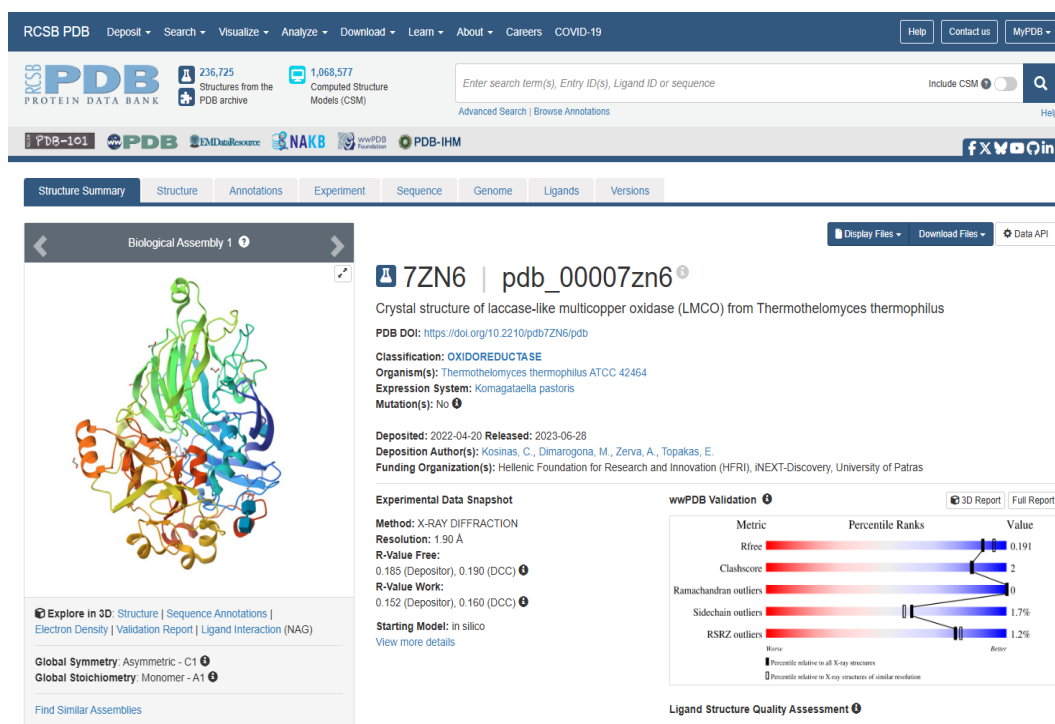 RCSB PDB Deposit Search Visualize Analyze Download Learn About Careers COVID-19 Help Contact us MyPDB
RCSB PDB
PROTEIN DATA BANK
236,725
Structures from the
PDB archive
1,068,577
Computed Structure
Models (CSM)
Enter search term(s), Entry ID(s), Ligand ID or sequence
Include CSM
Advanced Search | Browse Annotations
Help
PDB-101 PDB EMDataResource NAKB wwPDB Foundation PDB-IHM
Structure Summary Structure Annotations Experiment Sequence Genome Ligands Versions
Biological Assembly 1
Display Files Download Files Data API
7ZN6 | pdb_00007zn6
Crystal structure of laccase-like multicopper oxidase (LMCO) from Thermothelomyces thermophilus
PDB DOI: https://doi.org/10.2210/pdb7ZN6/pdb
Classification: OXIDOREDUCTASE
Organism(s): Thermothelomyces thermophilus ATCC 42464
Expression System: Komagataella pastoris
Mutation(s): No
Deposited: 2022-04-20 Released: 2023-06-28
Deposition Author(s): Kosinas, C., Dimarogona, M., Zerva, A., Topakas, E.
Funding Organization(s): Hellenic Foundation for Research and Innovation (HFRI), iNEXT-Discovery, University of Patras
Experimental Data Snapshot
Method: X-RAY DIFFRACTION
Resolution: 1.90 Å
R-Value Free:
0.185 (Depositor), 0.190 (DCC)
R-Value Work:
0.152 (Depositor), 0.160 (DCC)
Starting Model: in silico
View more details
wwPDB Validation
3D Report Full Report
Metric Percentile Ranks Value
Rfree 0.191
Clashscore 2
Ramachandran outliers 0
Sidechain outliers 1.7%
RSRZ outliers 1.2%
Worse Better
Percentile relative to all X-ray structures
Percentile relative to X-ray structures of similar resolution
Ligand Structure Quality Assessment
Explore in 3D: Structure | Sequence Annotations |
Electron Density | Validation Report | Ligand Interaction (NAG)
Global Symmetry: Asymmetric - C1
Global Stoichiometry: Monomer - A1
Find Similar Assemblies